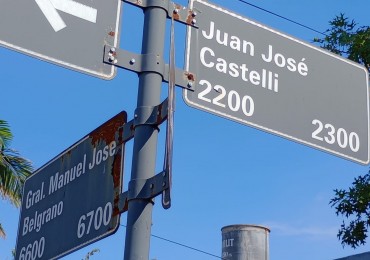 Juan José
Castelli
2200 2300
Gral. Manuel José
Belgrano
6600 6700